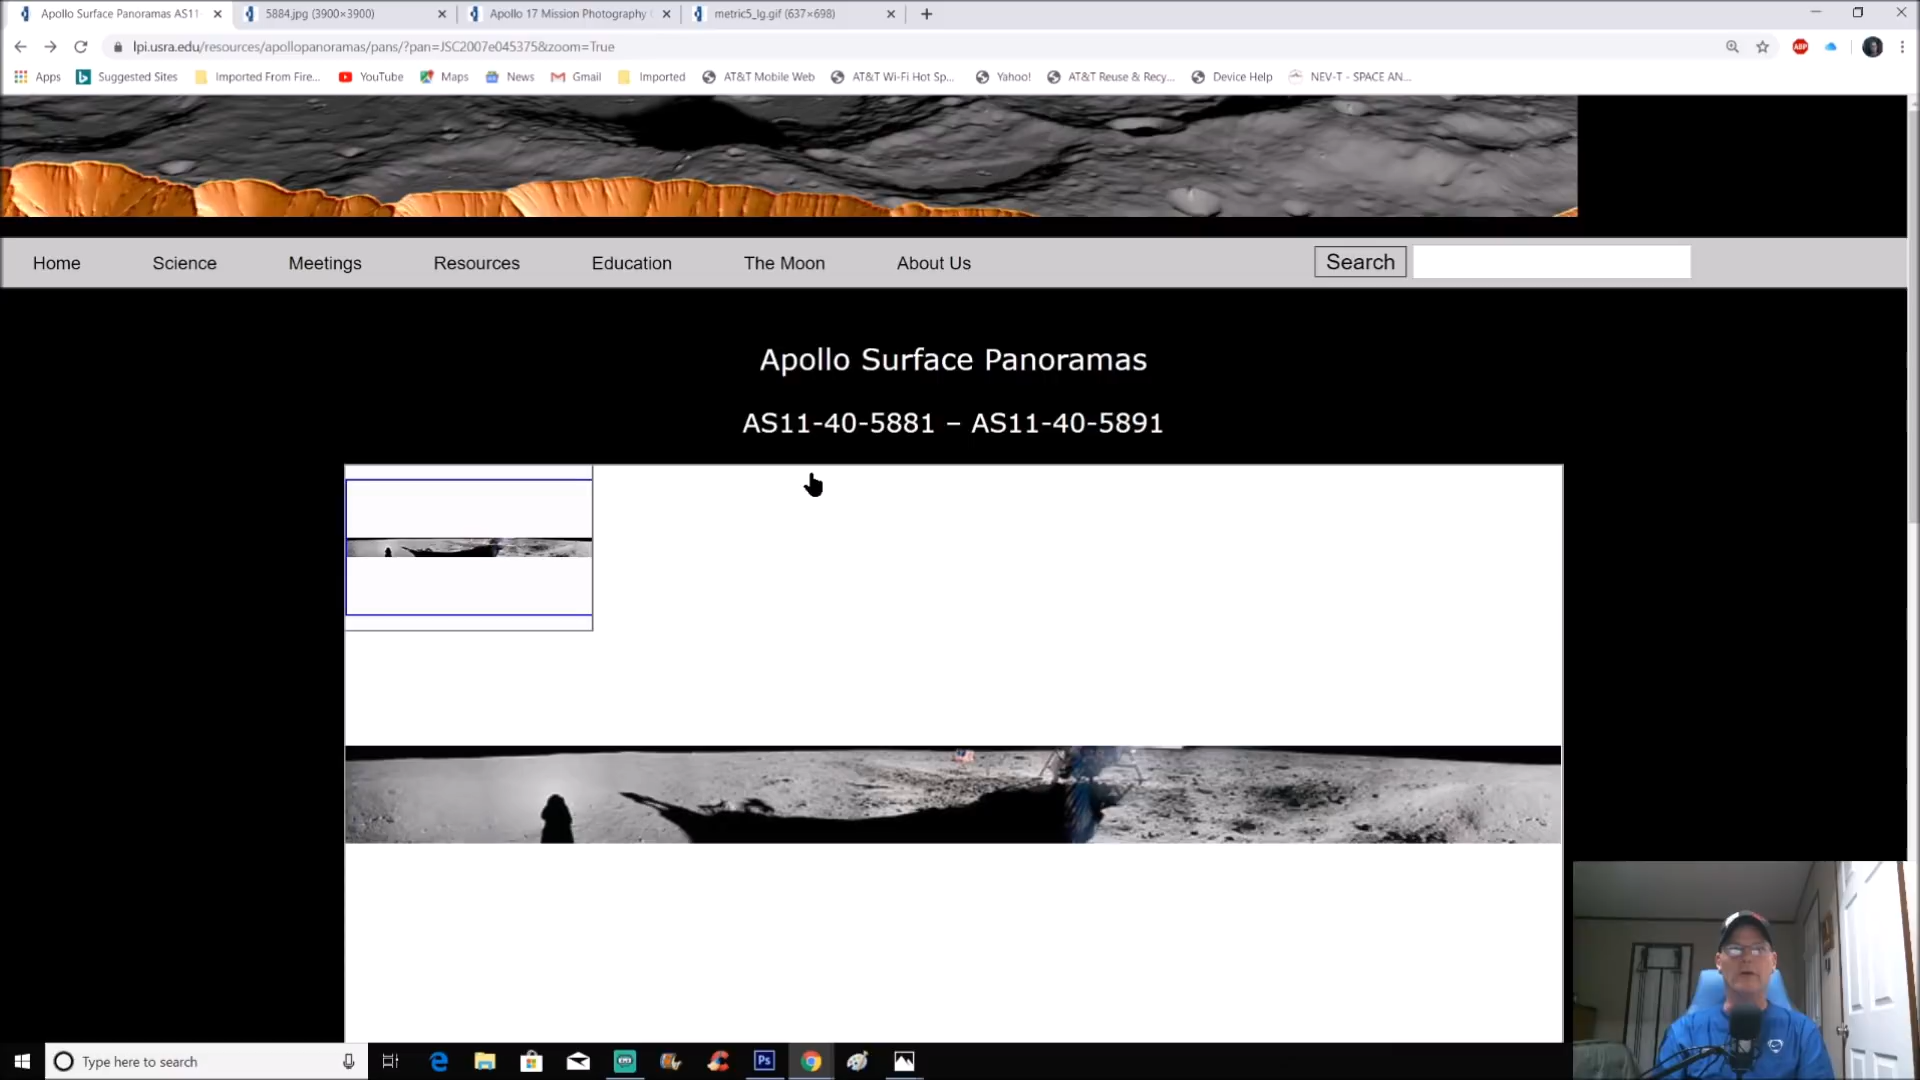 Apollo Surface Panoramas AS11-
5884.jpg (3900×3900)
Apollo 17 Mission Photography
metric5_lg.gif (637×698)
lpi.usra.edu/resources/apollopanoramas/pans/?pan=JSC2007e045375&zoom=True
ABP
Apps
Suggested Sites
Imported From Fire...
YouTube
Maps
News
Gmail
Imported
AT&T Mobile Web
AT&T Wi-Fi Hot Sp...
Yahoo!
AT&T Reuse & Recy...
Device Help
NEV-T - SPACE AN...
Home
Science
Meetings
Resources
Education
The Moon
About Us
Search
Apollo Surface Panoramas
AS11-40-5881 – AS11-40-5891
Type here to search
Ps